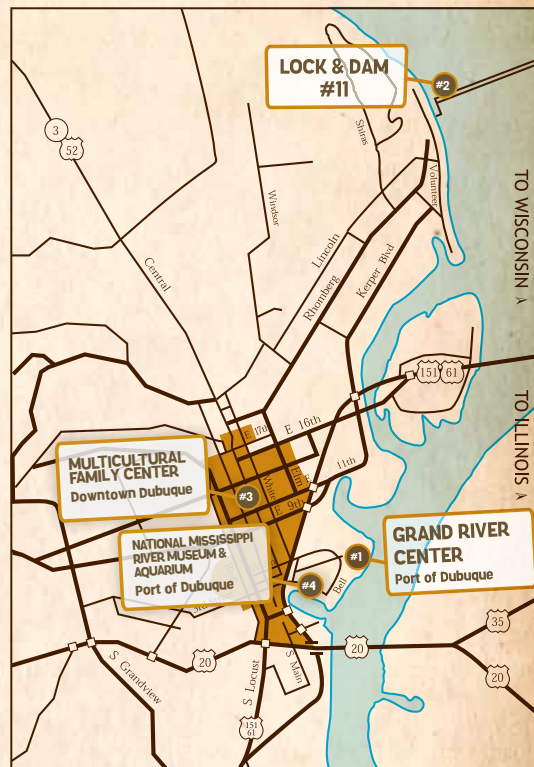 LOCK & DAM
#11
#2
3
52
Shiras
Volunteer
Windsor
TO WISCONSIN
Lincoln
Rhomberg
Kerper Blvd
Central
151 61
TO ILLINOIS
E 17th
E 16th
11th
Elm
White
E 9th
MULTICULTURAL
FAMILY CENTER
Downtown Dubuque
#3
NATIONAL MISSISSIPPI
RIVER MUSEUM &
AQUARIUM
Port of Dubuque
#4
#1
GRAND RIVER
CENTER
Port of Dubuque
Bell
35
20
20
20
S Grandview
S Locust
S Main
151
61